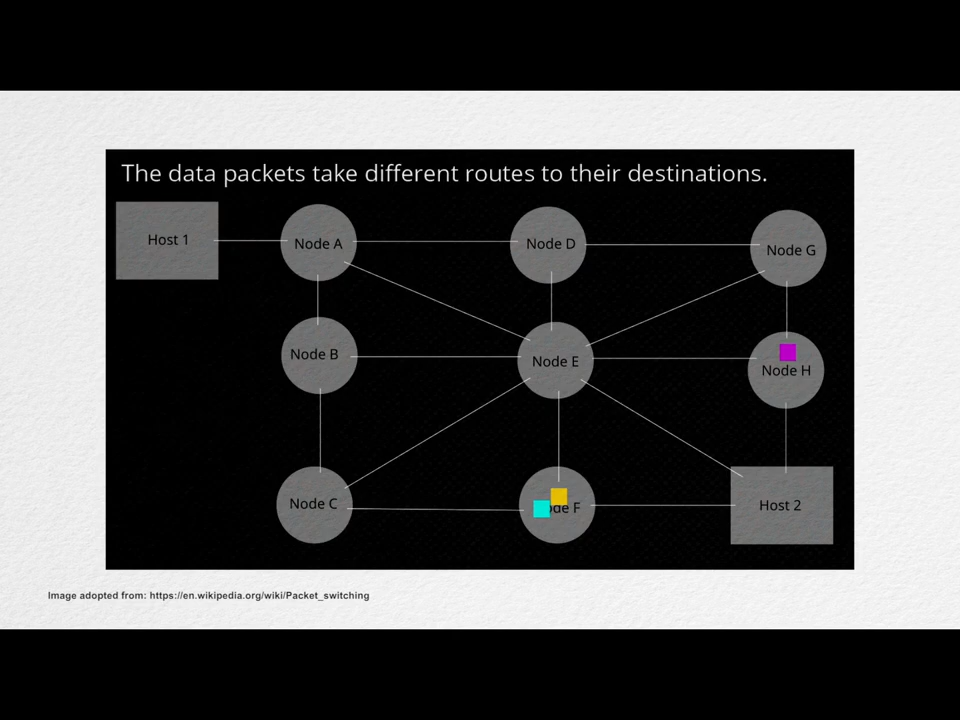 The data packets take different routes to their destinations.
Host 1
Node A
Node D
Node G
Node B
Node E
Node H
Node C
de F
Host 2
Image adopted from: https://en.wikipedia.org/wiki/Packet_switching